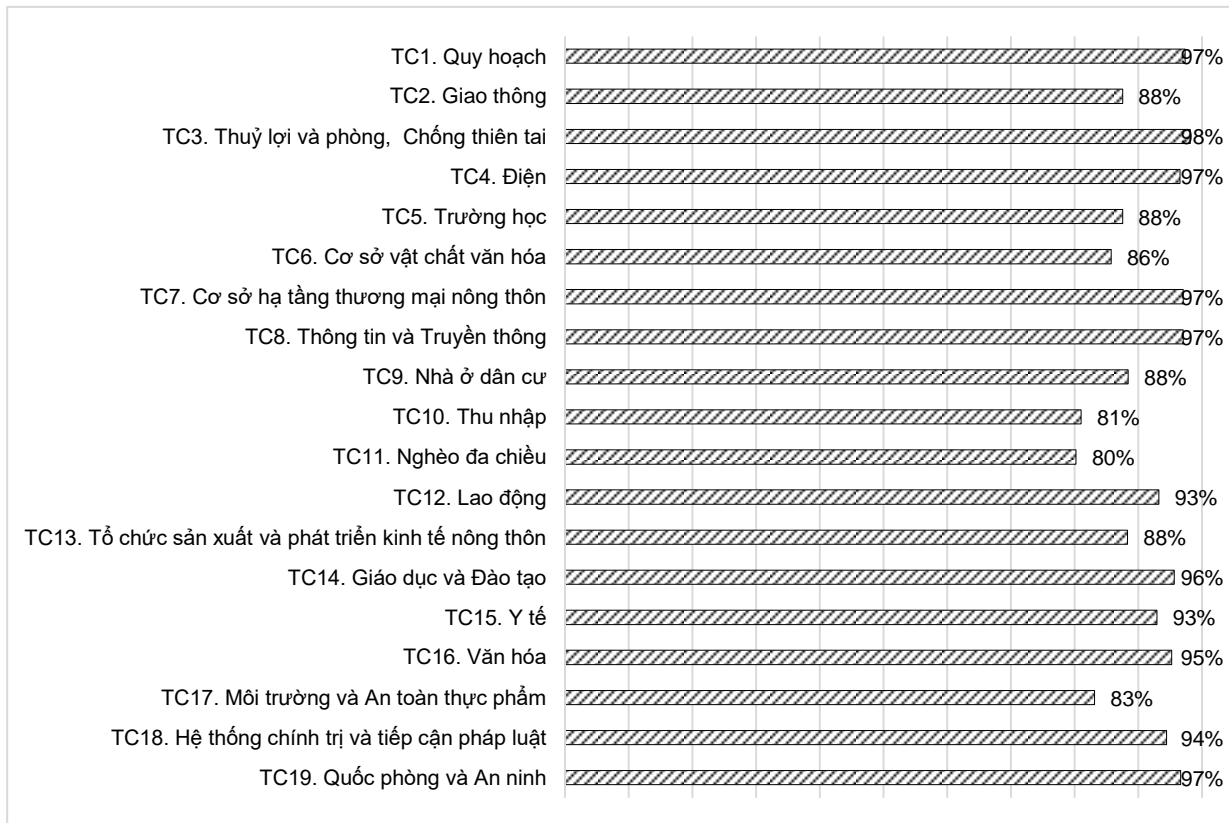 TC1. Quy hoạch 97%
TC2. Giao thông 88%
TC3. Thuỷ lợi và phòng, Chống thiên tai 98%
TC4. Điện 97%
TC5. Trường học 88%
TC6. Cơ sở vật chất văn hóa 86%
TC7. Cơ sở hạ tầng thương mại nông thôn 97%
TC8. Thông tin và Truyền thông 97%
TC9. Nhà ở dân cư 88%
TC10. Thu nhập 81%
TC11. Nghèo đa chiều 80%
TC12. Lao động 93%
TC13. Tổ chức sản xuất và phát triển kinh tế nông thôn 88%
TC14. Giáo dục và Đào tạo 96%
TC15. Y tế 93%
TC16. Văn hóa 95%
TC17. Môi trường và An toàn thực phẩm 83%
TC18. Hệ thống chính trị và tiếp cận pháp luật 94%
TC19. Quốc phòng và An ninh 97%